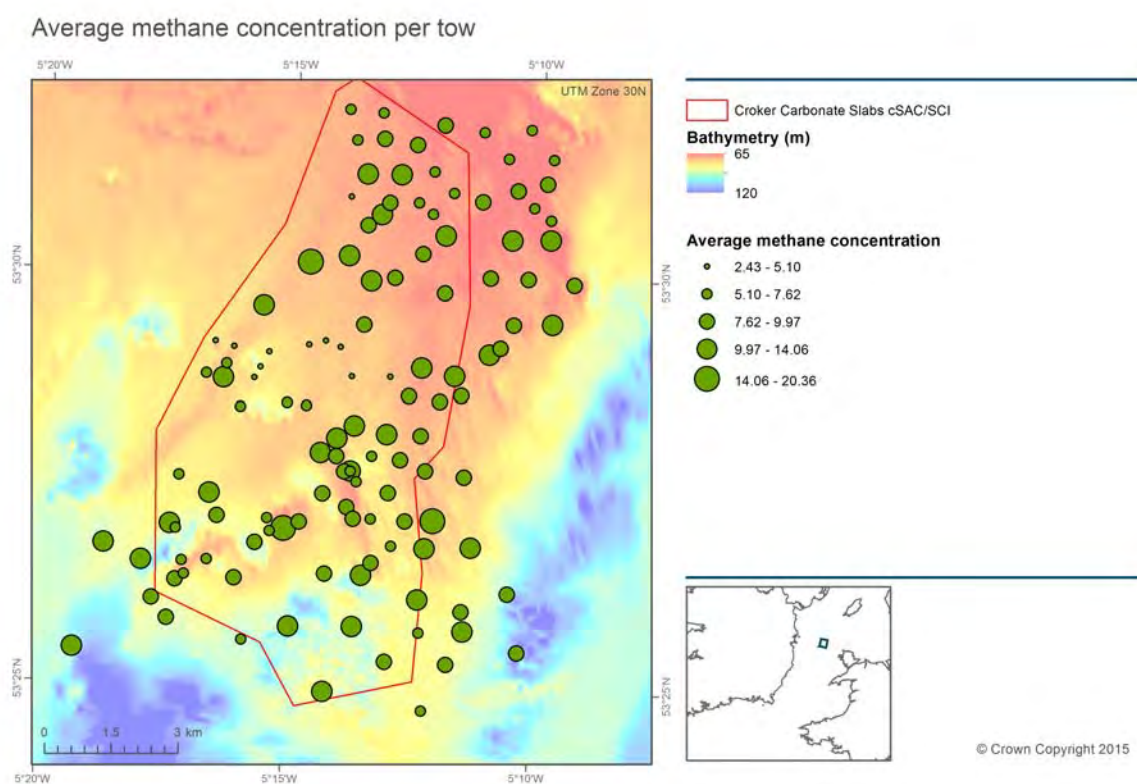 Average methane concentration per tow
5°20'W
5°15'W
5°10'W
UTM Zone 30N
53°30'N
53°30'N
53°25'N
53°25'N
0 1.5 3 km
5°20'W
5°15'W
5°10'W
Croker Carbonate Slabs cSAC/SCI
Bathymetry (m)
65
120
Average methane concentration
2.43 - 5.10
5.10 - 7.62
7.62 - 9.97
9.97 - 14.06
14.06 - 20.36
© Crown Copyright 2015